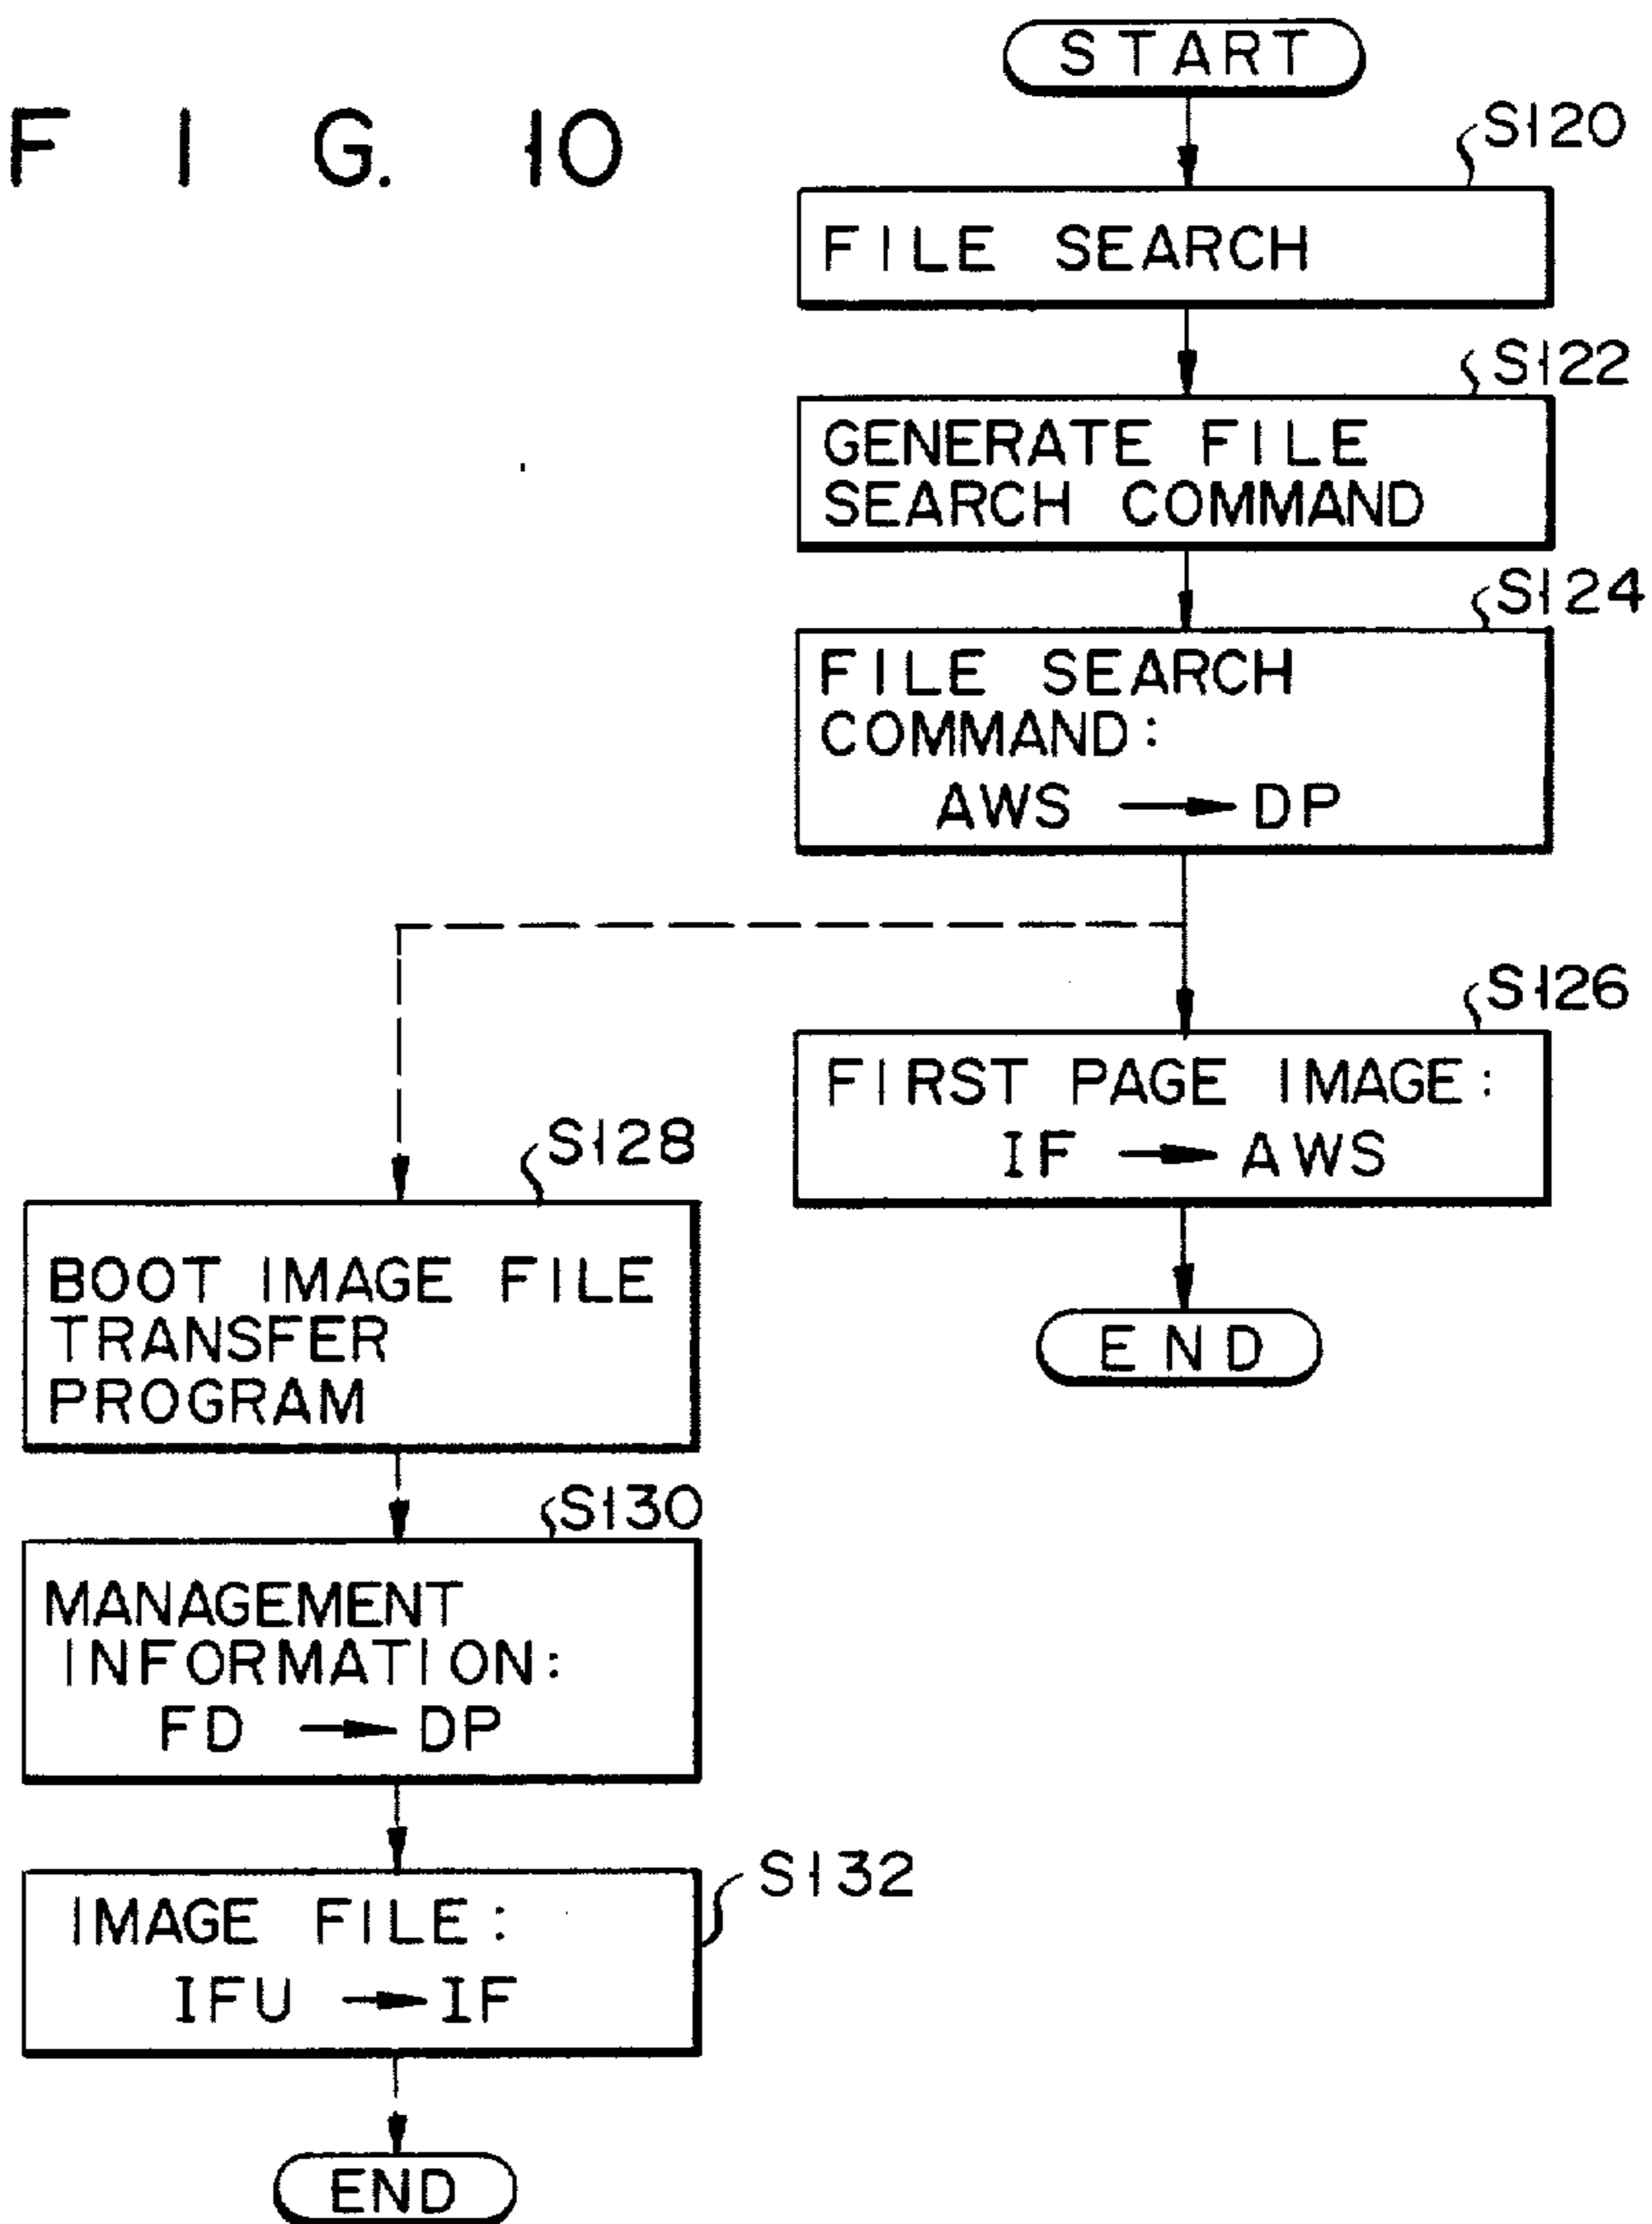 F I G. 10
START
S120
FILE SEARCH
S122
GENERATE FILE
SEARCH COMMAND
S124
FILE SEARCH
COMMAND:
AWS → DP
S126
FIRST PAGE IMAGE:
IF → AWS
END
S128
BOOT IMAGE FILE
TRANSFER
PROGRAM
S130
MANAGEMENT
INFORMATION:
FD → DP
S132
IMAGE FILE:
IFU → IF
END